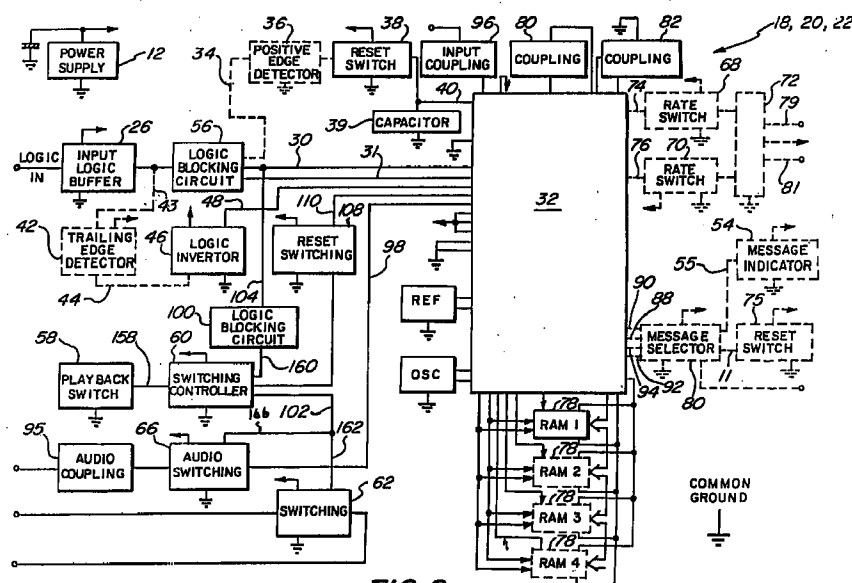 18, 20, 22
36
POSITIVE
EDGE
DETECTOR
38
RESET
SWITCH
96
INPUT
COUPLING
80
COUPLING
82
COUPLING
POWER
SUPPLY
12
34
40
39
CAPACITOR
74
68
RATE
SWITCH
72
79
81
76
70
RATE
SWITCH
LOGIC
IN
26
INPUT
LOGIC
BUFFER
56
LOGIC
BLOCKING
CIRCUIT
30
31
32
43
48
110
108
42
TRAILING
EDGE
DETECTOR
46
LOGIC
INVERTOR
RESET
SWITCHING
98
44
104
54
MESSAGE
INDICATOR
55
100
LOGIC
BLOCKING
CIRCUIT
REF
90
88
MESSAGE
SELECTOR
75
RESET
SWITCH
11
92
94
80
58
PLAYBACK
SWITCH
158
60
SWITCHING
CONTROLLER
160
OSC
102
166
162
95
AUDIO
COUPLING
66
AUDIO
SWITCHING
62
SWITCHING
78
RAM 1
78
RAM 2
78
RAM 3
78
RAM 4
COMMON
GROUND